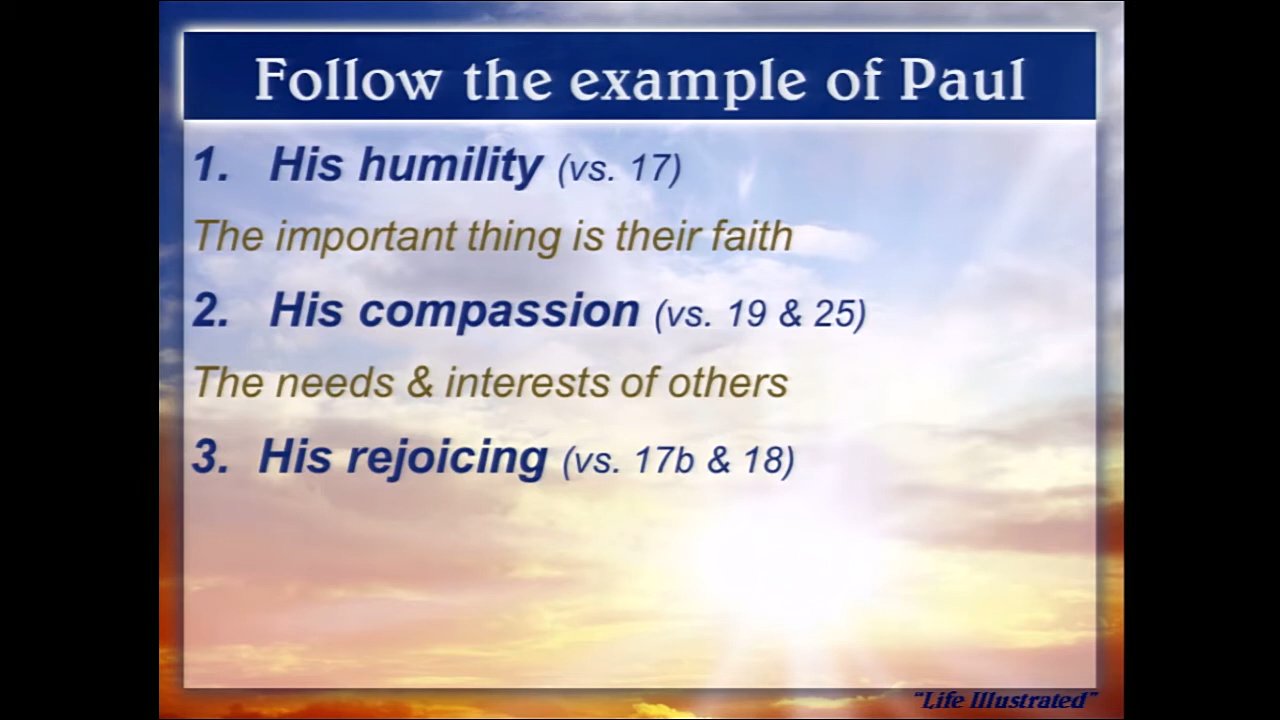 Follow the example of Paul
1. His humility (vs. 17)
The important thing is their faith
2. His compassion (vs. 19 & 25)
The needs & interests of others
3. His rejoicing (vs. 17b & 18)
"Life Illustrated"